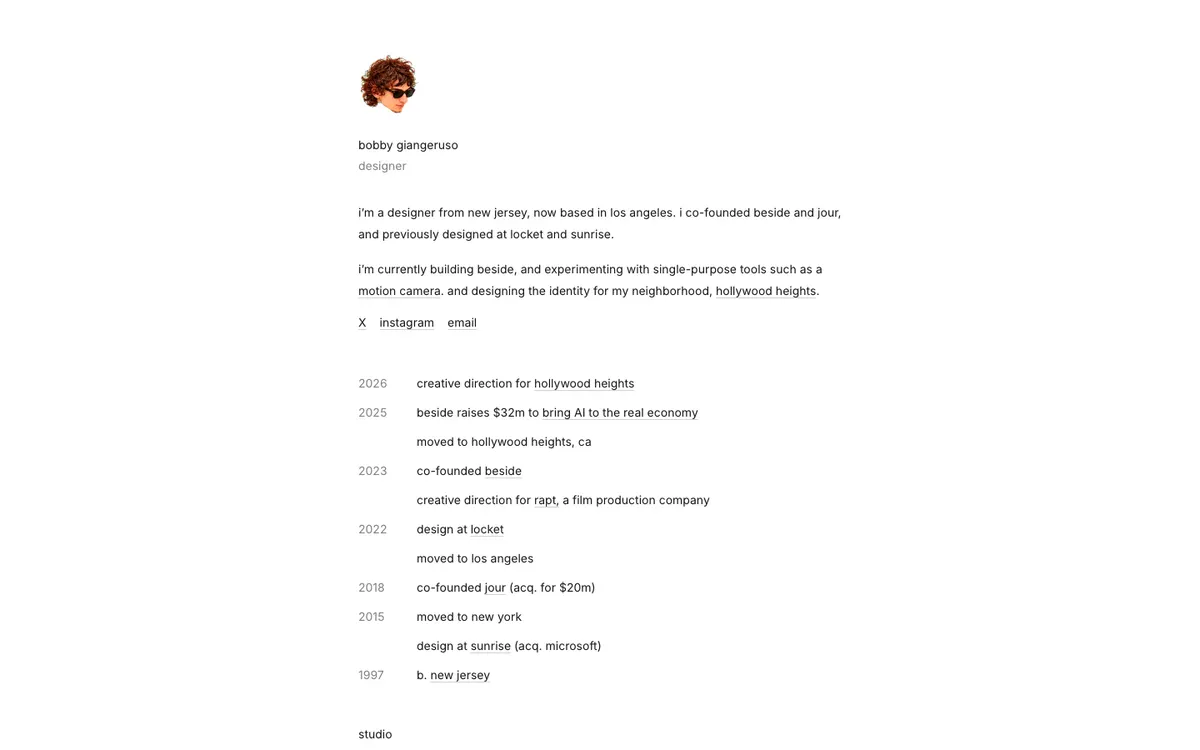 bobby giangeruso
designer
i'm a designer from new jersey, now based in los angeles. i co-founded beside and jour,
and previously designed at locket and sunrise.
i'm currently building beside, and experimenting with single-purpose tools such as a
motion camera. and designing the identity for my neighborhood, hollywood heights.
X instagram email
2026 creative direction for hollywood heights
2025 beside raises $32m to bring AI to the real economy
moved to hollywood heights, ca
2023 co-founded beside
creative direction for rapt, a film production company
2022 design at locket
moved to los angeles
2018 co-founded jour (acq. for $20m)
2015 moved to new york
design at sunrise (acq. microsoft)
1997 b. new jersey
studio